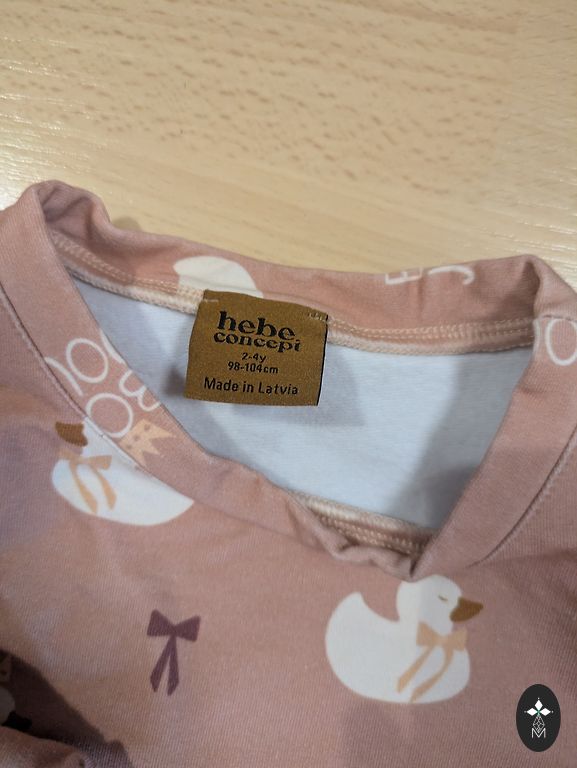 hebe
concept
2-4y
98-104cm
Made in Latvia